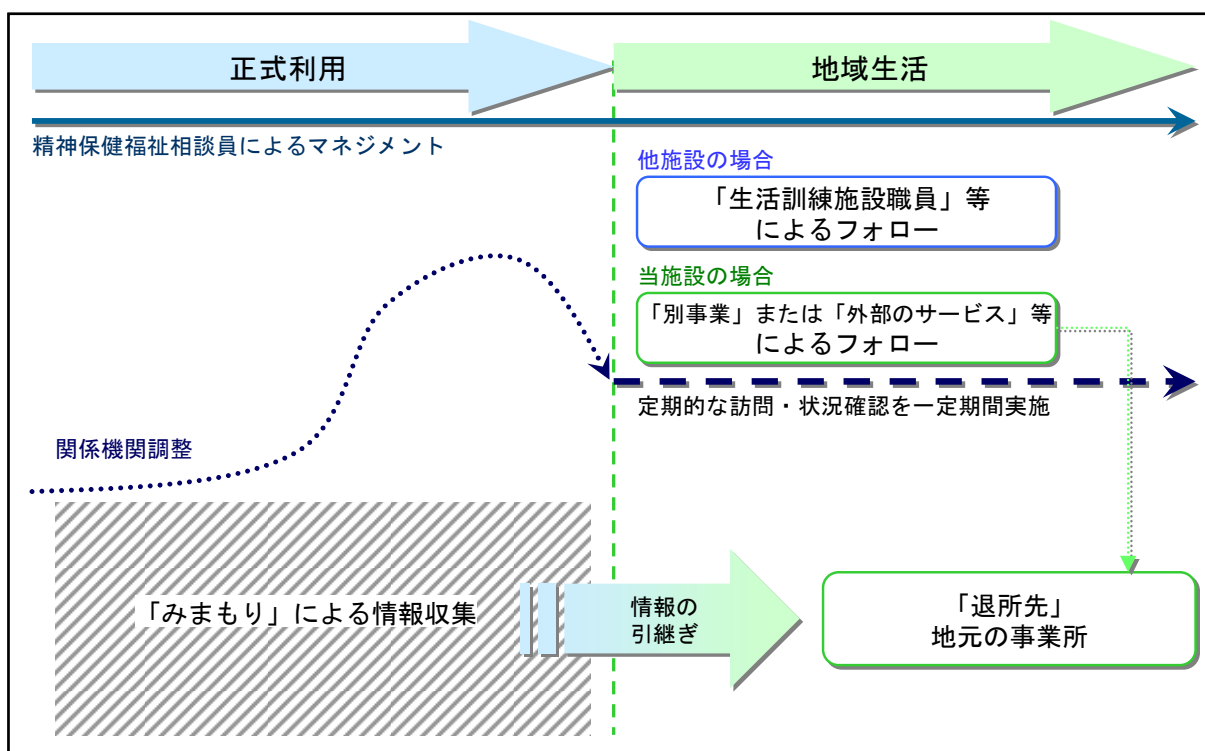 正式利用
地域生活
精神保健福祉相談員によるマネジメント
他施設の場合
「生活訓練施設職員」等
によるフォロー
当施設の場合
「別事業」または「外部のサービス」等
によるフォロー
定期的な訪問・状況確認を一定期間実施
関係機関調整
「みまもり」による情報収集
情報の
引継ぎ
「退所先」
地元の事業所